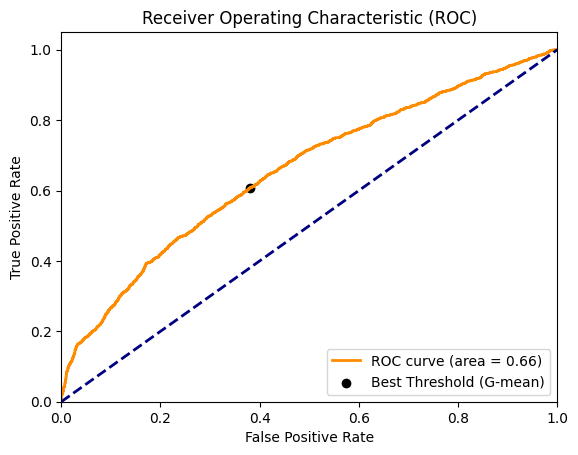 Receiver Operating Characteristic (ROC)
True Positive Rate
1.0
0.8
0.6
0.4
0.2
0.0
0.0 0.2 0.4 0.6 0.8 1.0
False Positive Rate
ROC curve (area = 0.66)
Best Threshold (G-mean)